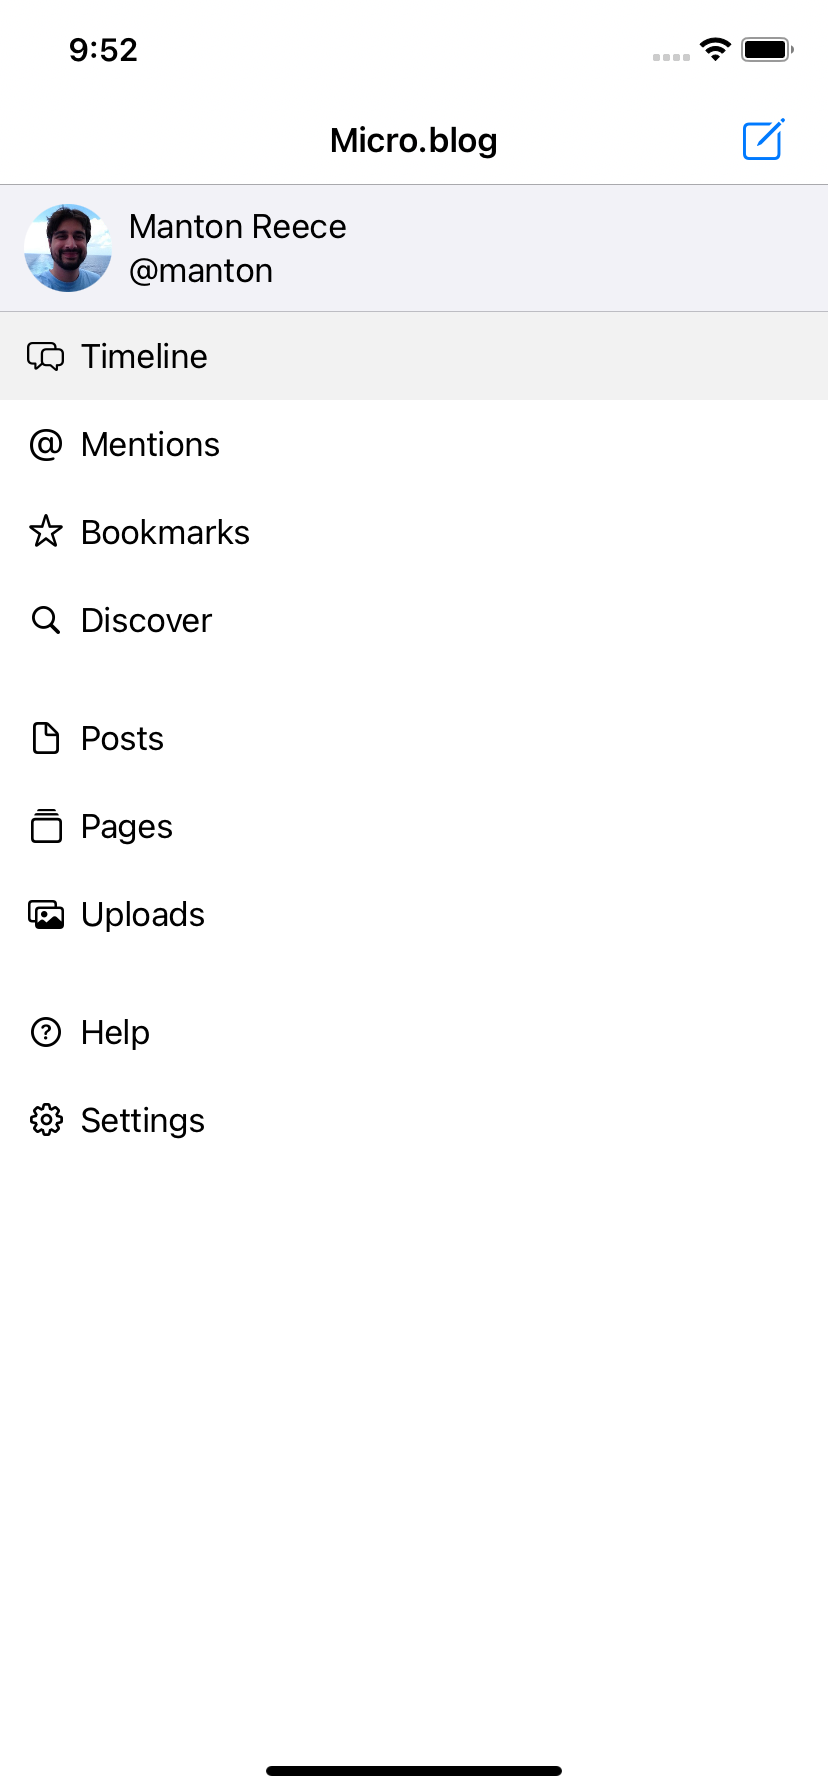 9:52
Micro.blog
Manton Reece
@manton
Timeline
Mentions
Bookmarks
Discover
Posts
Pages
Uploads
Help
Settings